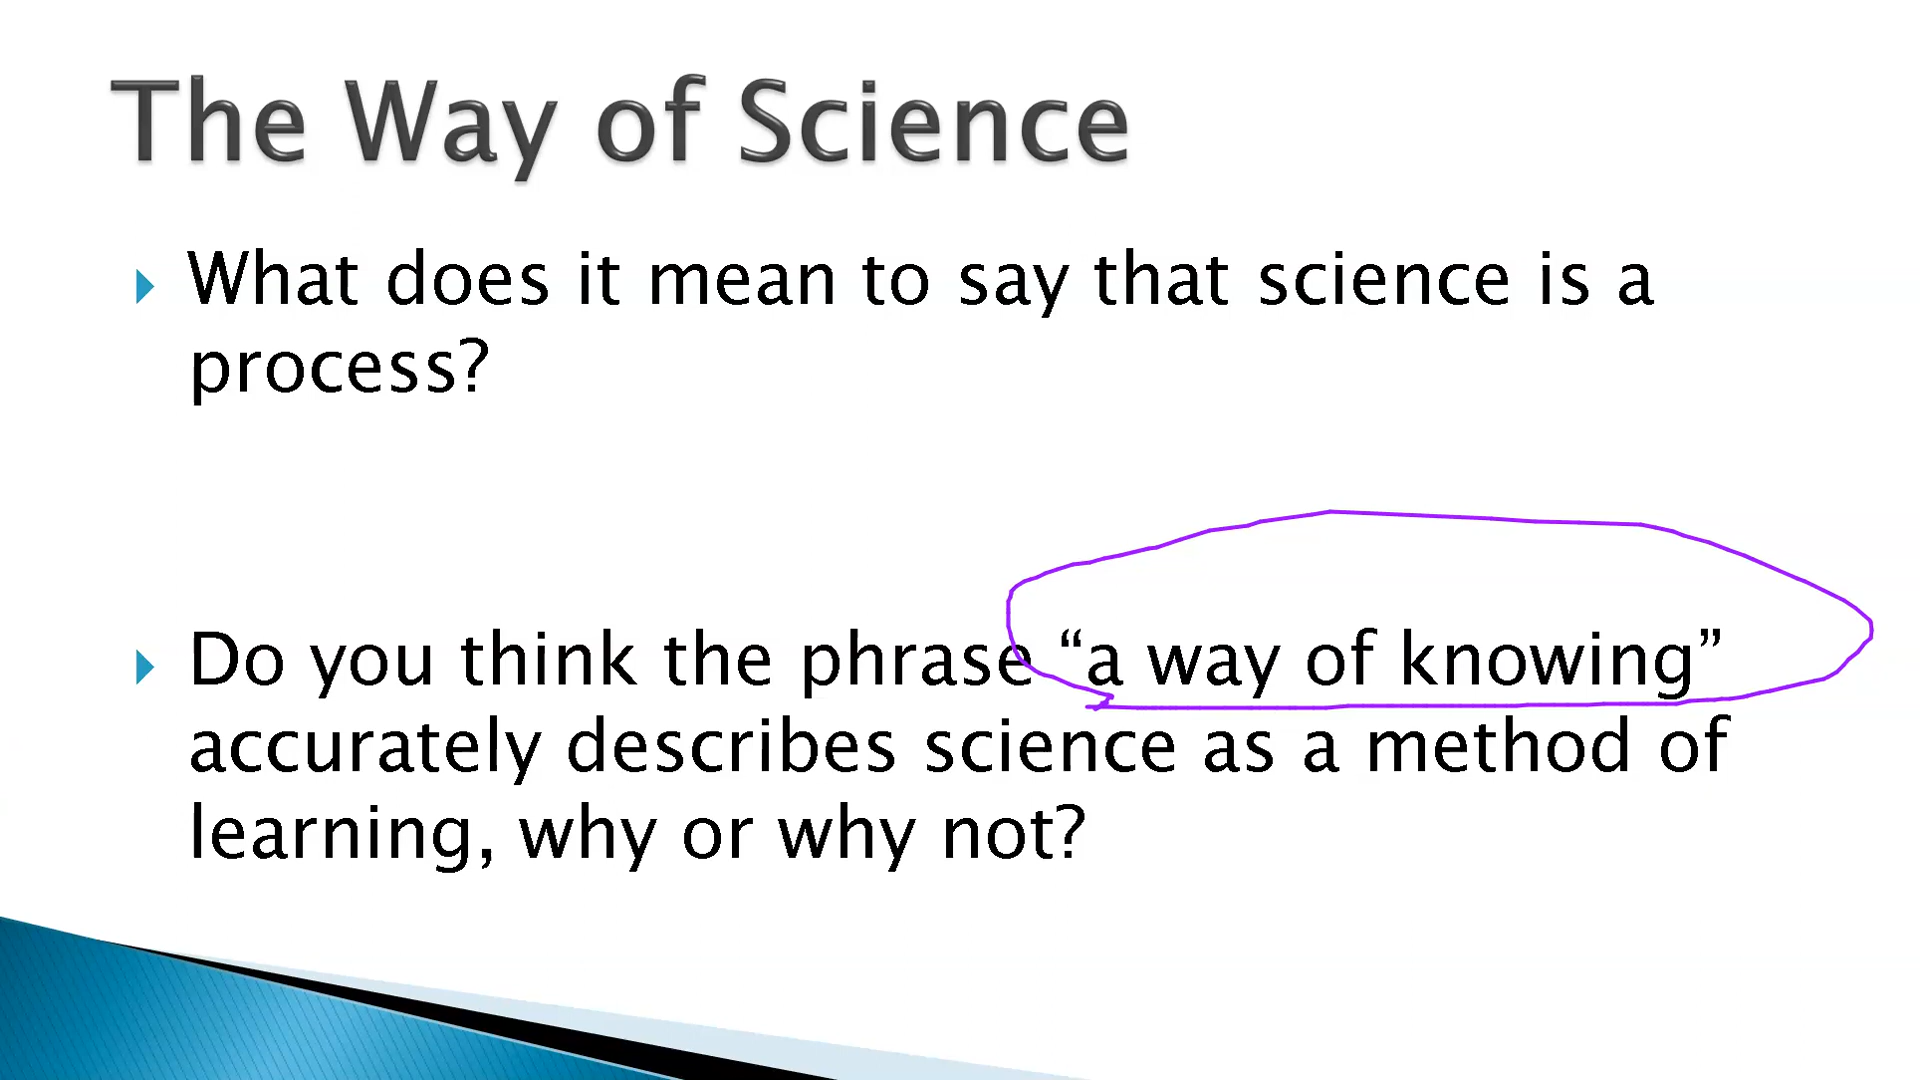 The Way of Science
What does it mean to say that science is a
process?
Do you think the phrase “a way of knowing”
accurately describes science as a method of
learning, why or why not?